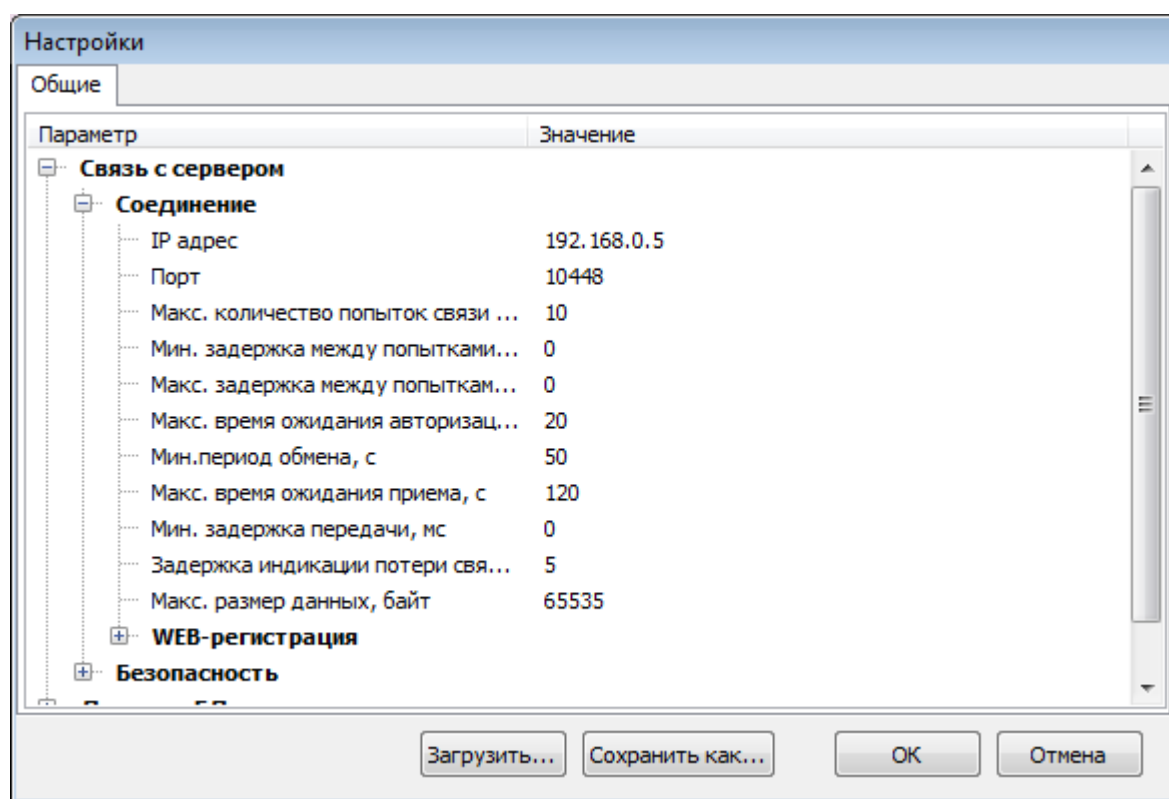 Настройки
Общие
Параметр Значение
Связь с сервером
Соединение
IP адрес 192.168.0.5
Порт 10448
Макс. количество попыток связи ... 10
Мин. задержка между попытками... 0
Макс. задержка между попыткам... 0
Макс. время ожидания авторизац... 20
Мин.период обмена, с 50
Макс. время ожидания приема, с 120
Мин. задержка передачи, мс 0
Задержка индикации потери свя... 5
Макс. размер данных, байт 65535
WEB-регистрация
Безопасность
Загрузить... Сохранить как... ОК Отмена